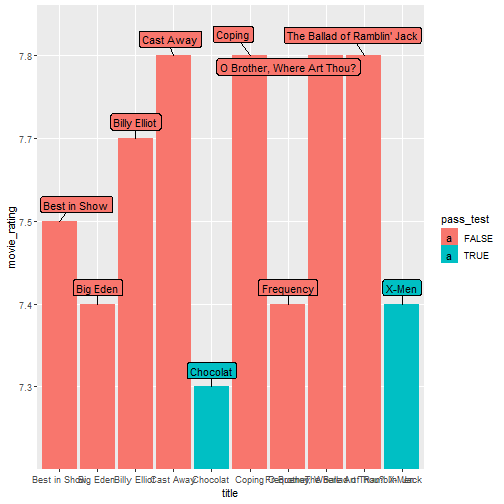 Cast Away
Coping
The Ballad of Ramblin' Jack
7.8
O Brother, Where Art Thou?
Billy Elliot
7.7
Best in Show
7.5
Big Eden
Frequency
X-Men
7.4
Chocolat
7.3
movie_rating
pass_test
a FALSE
a TRUE
Best in Show Big Eden Billy Elliot Cast Away Chocolat Coping
title